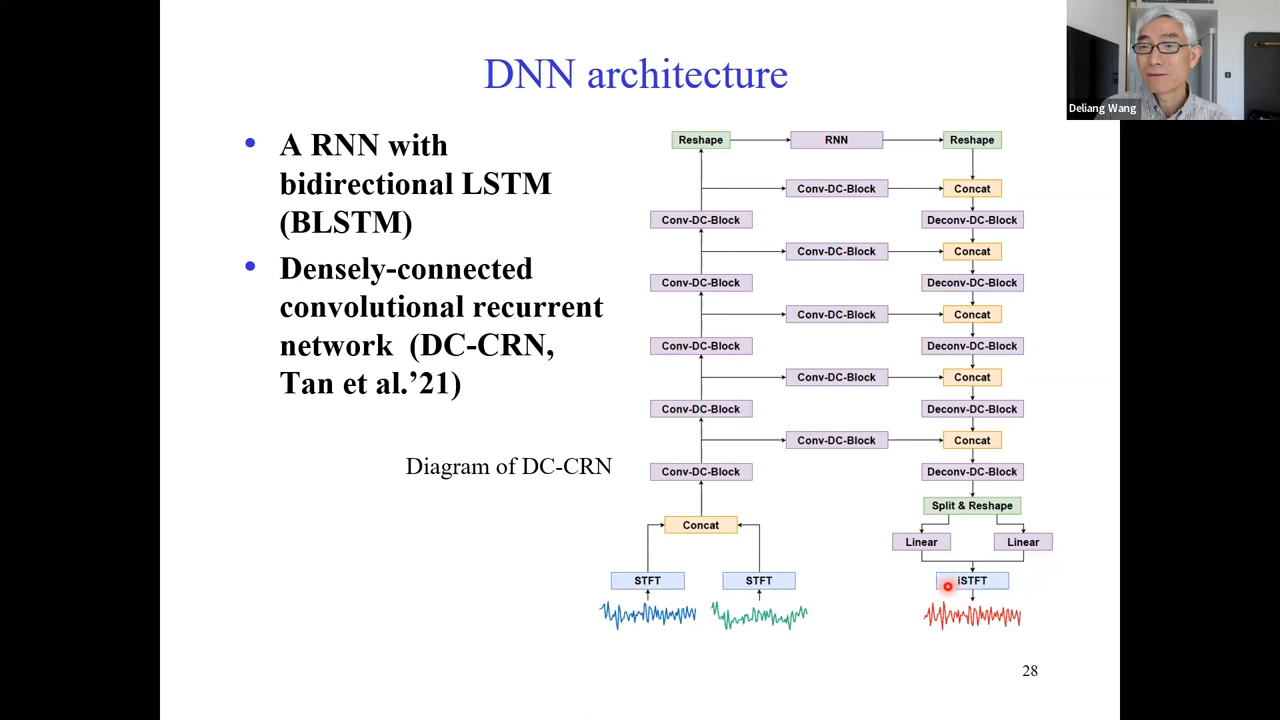 DNN architecture
Deliang Wang
• A RNN with
bidirectional LSTM
(BLSTM)
• Densely-connected
convolutional recurrent
network (DC-CRN,
Tan et al.'21)
Diagram of DC-CRN
Reshape RNN Reshape
Conv-DC-Block Concat
Conv-DC-Block Deconv-DC-Block
Conv-DC-Block Concat
Conv-DC-Block Deconv-DC-Block
Conv-DC-Block Concat
Conv-DC-Block Deconv-DC-Block
Conv-DC-Block Concat
Conv-DC-Block Deconv-DC-Block
Conv-DC-Block Concat
Conv-DC-Block Deconv-DC-Block
Split & Reshape
Concat
Linear Linear
STFT STFT iSTFT
28